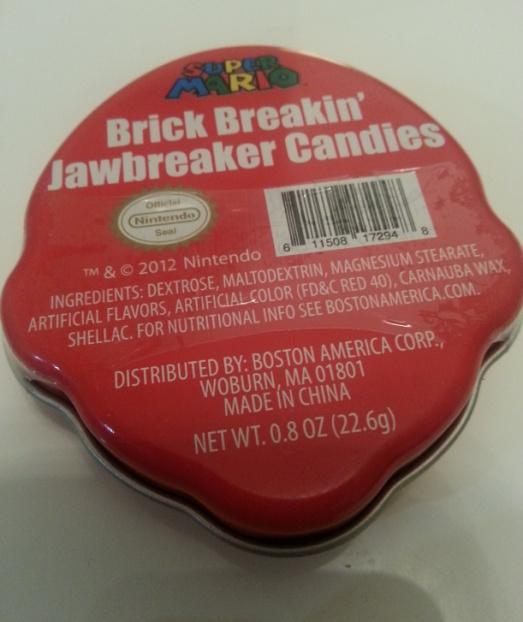 SUPER
MARIO
Brick Breakin'
Jawbreaker Candies
Official
Nintendo
Seal
6 11508 17294 8
TM & © 2012 Nintendo
INGREDIENTS: DEXTROSE, MALTODEXTRIN, MAGNESIUM STEARATE,
ARTIFICIAL FLAVORS, ARTIFICIAL COLOR (FD&C RED 40), CARNAUBA WAX,
SHELLAC. FOR NUTRITIONAL INFO SEE BOSTONAMERICA.COM.
DISTRIBUTED BY: BOSTON AMERICA CORP.,
WOBURN, MA 01801
MADE IN CHINA
NET WT. 0.8 OZ (22.6g)